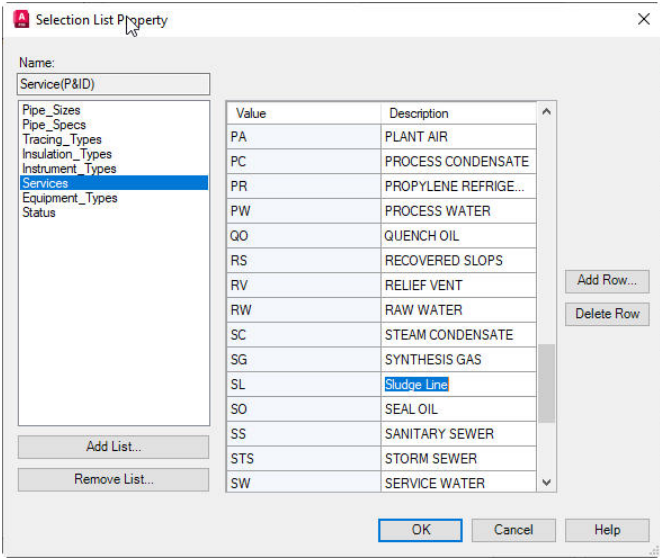 Selection List Property
Name:
Service(P&ID)
Pipe_Sizes
Pipe_Specs
Tracing_Types
Insulation_Types
Instrument_Types
Services
Equipment_Types
Status
Add List...
Remove List...
Value Description
PA PLANT AIR
PC PROCESS CONDENSATE
PR PROPYLENE REFRIGE...
PW PROCESS WATER
QO QUENCH OIL
RS RECOVERED SLOPS
RV RELIEF VENT
RW RAW WATER
SC STEAM CONDENSATE
SG SYNTHESIS GAS
SL Sludge Line
SO SEAL OIL
SS SANITARY SEWER
STS STORM SEWER
SW SERVICE WATER
Add Row...
Delete Row
OK Cancel Help